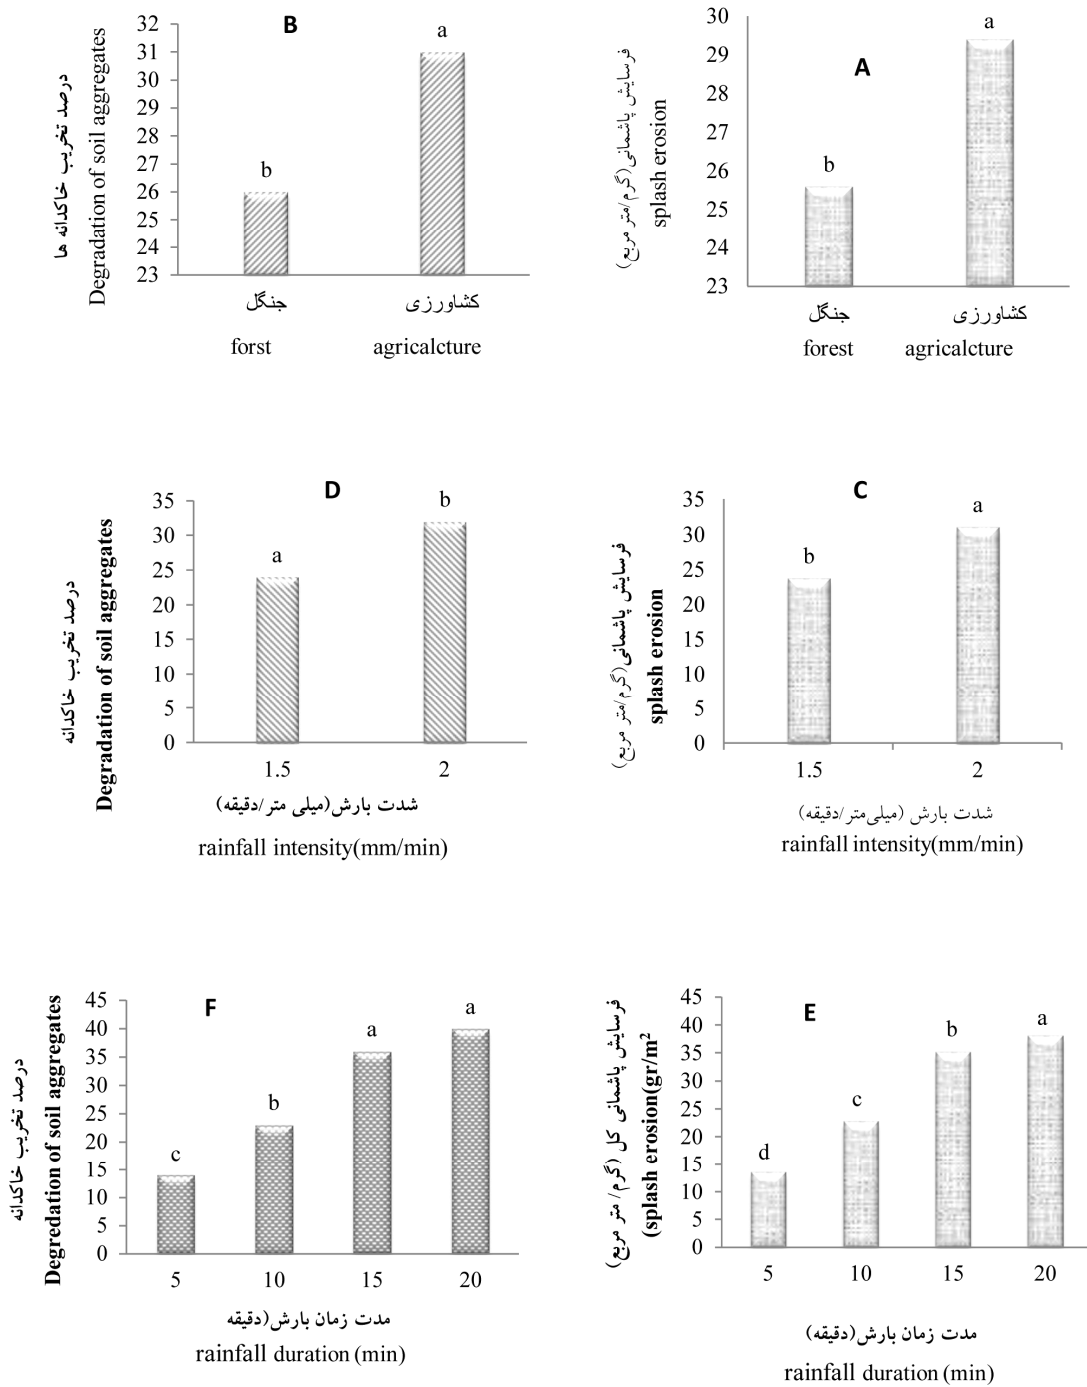 B
32
31
30
29
28
27
26
25
24
23
a
b
درصد تخریب خاکدانه ها
Degradation of soil aggregates
جنگل
کشاورزی
forst
agricalcture
A
30
29
28
27
26
25
24
23
a
b
فرسایش پاشمانی(گرم/متر مربع)
splash erosion
جنگل
کشاورزی
forest
agricalcture
D
35
30
25
20
15
10
5
0
a
b
درصد تخریب خاکدانه
Degradation of soil aggregates
1.5
2
شدت بارش(میلی متر/دقیقه)
rainfall intensity(mm/min)
C
35
30
25
20
15
10
5
0
b
a
فرسایش پاشمانی(گرم/متر مربع)
splash erosion
1.5
2
شدت بارش (میلی‌متر/دقیقه)
rainfall intensity(mm/min)
F
45
40
35
30
25
20
15
10
5
0
c
b
a
a
درصد تخریب خاکدانه
Degredation of soil aggregates
5
10
15
20
مدت زمان بارش(دقیقه
rainfall duration (min)
E
45
40
35
30
25
20
15
10
5
0
d
c
b
a
فرسایش پاشمانی کل (گرم/ متر مربع)
(splash erosion(gr/m²
5
10
15
20
مدت زمان بارش(دقیقه)
rainfall duration (min)